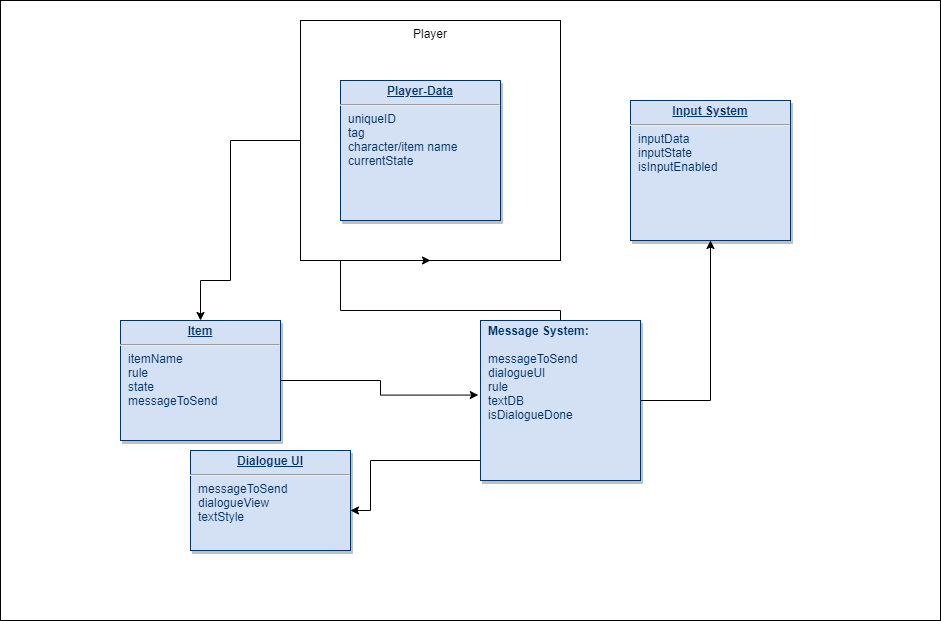 Player
Player-Data
uniqueID
tag
character/item name
currentState
Input System
inputData
inputState
isInputEnabled
Item
itemName
rule
state
messageToSend
Message System:
messageToSend
dialogueUI
rule
textDB
isDialogueDone
Dialogue UI
messageToSend
dialogueView
textStyle